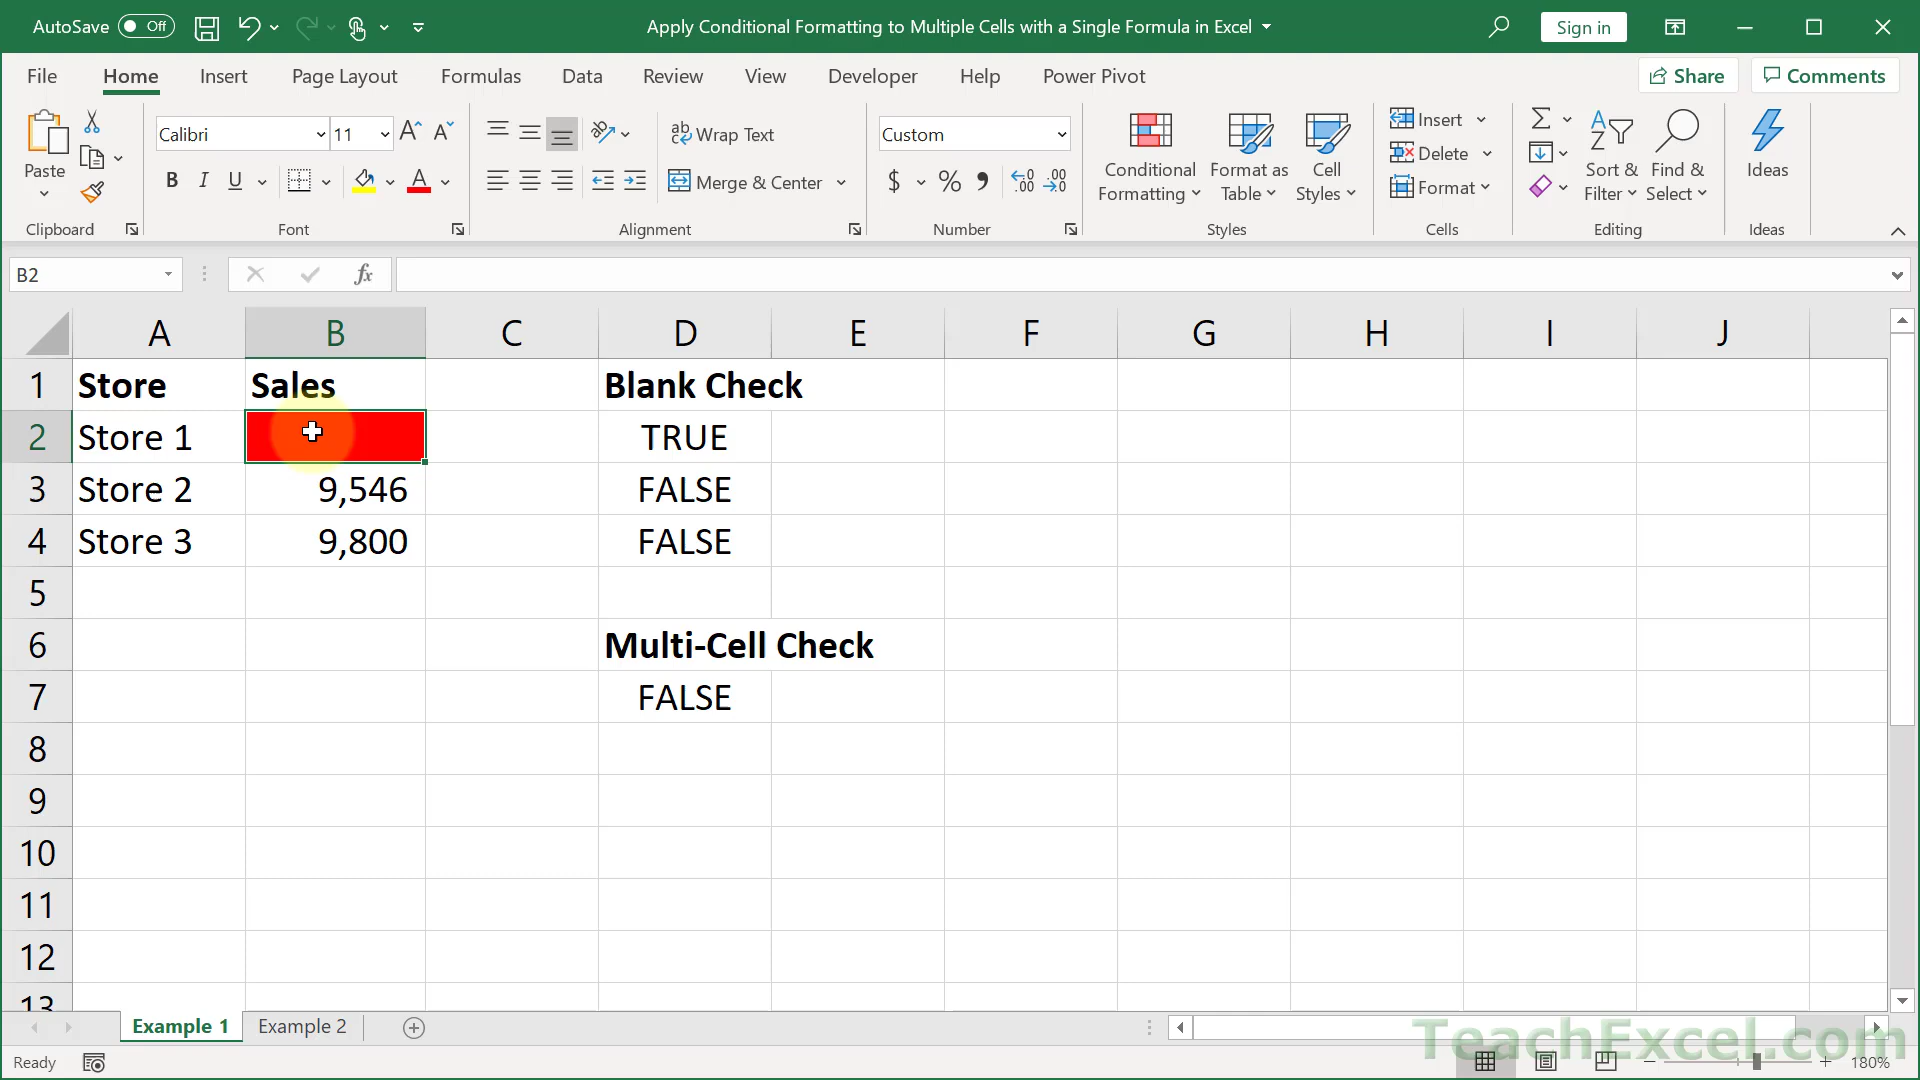 AutoSave Off Apply Conditional Formatting to Multiple Cells with a Single Formula in Excel Sign in
File Home Insert Page Layout Formulas Data Review View Developer Help Power Pivot Share Comments
Calibri 11 Wrap Text Custom Insert
Delete
Paste Conditional Formatting Format as Table Cell Styles Sort & Filter Find & Select Ideas
B I U Merge & Center $ % Format
Clipboard Font Alignment Number Styles Cells Editing Ideas
B2 fx
A B C D E F G H I J
1 Store Sales Blank Check
2 Store 1 TRUE
3 Store 2 9,546 FALSE
4 Store 3 9,800 FALSE
5
6 Multi-Cell Check
7 FALSE
8
9
10
11
12
13
Example 1 Example 2
TeachExcel.com
Ready 180%